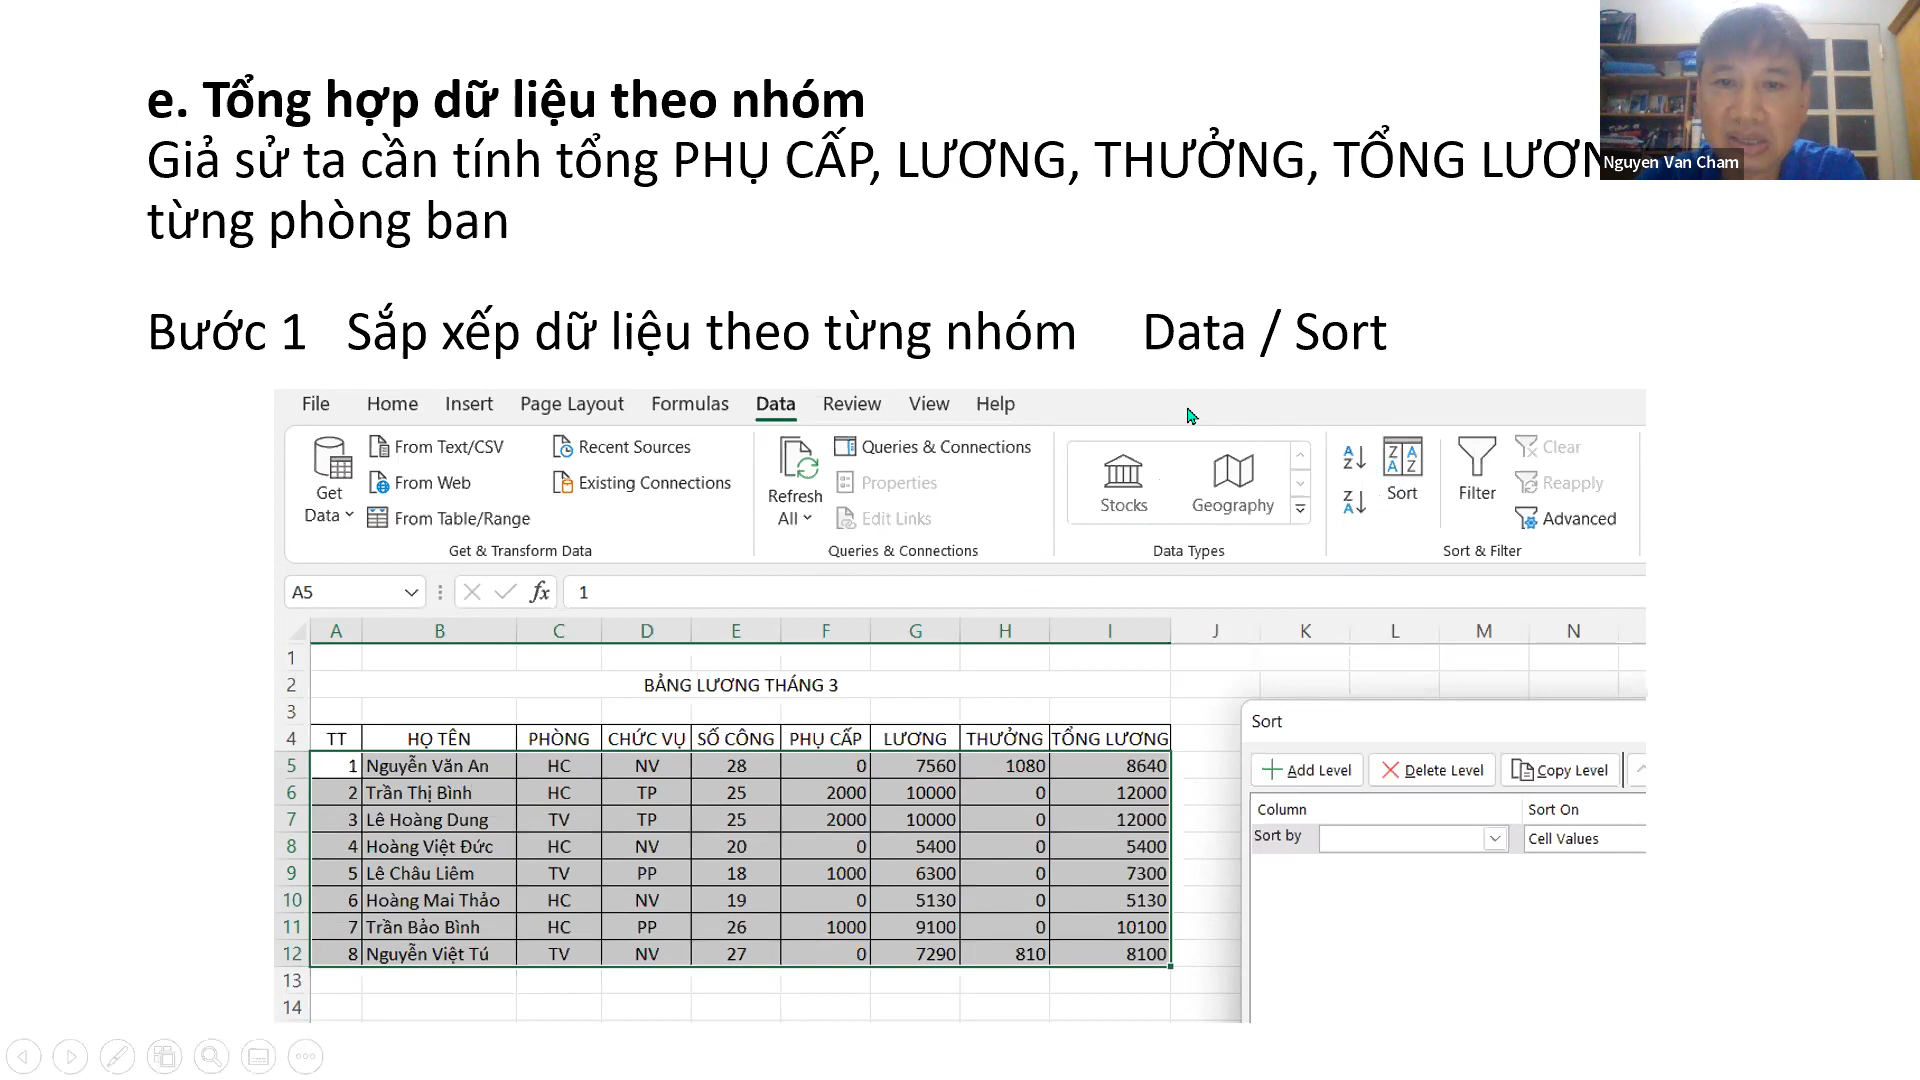 e. Tổng hợp dữ liệu theo nhóm
Giả sử ta cần tính tổng PHỤ CẤP, LƯƠNG, THƯỞNG, TỔNG LƯƠN
từng phòng ban
Nguyen Van Cham
Bước 1 Sắp xếp dữ liệu theo từng nhóm Data / Sort
File Home Insert Page Layout Formulas Data Review View Help
Get Data
From Text/CSV
From Web
From Table/Range
Recent Sources
Existing Connections
Get & Transform Data
Refresh All
Queries & Connections
Properties
Edit Links
Queries & Connections
Stocks Geography
Data Types
Sort
Filter
Clear
Reapply
Advanced
Sort & Filter
A5 fx 1
A B C D E F G H I J K L M N
1
2 BẢNG LƯƠNG THÁNG 3
3
4 TT HỌ TÊN PHÒNG CHỨC VỤ SỐ CÔNG PHỤ CẤP LƯƠNG THƯỞNG TỔNG LƯƠNG
5 1 Nguyễn Văn An HC NV 28 0 7560 1080 8640
6 2 Trần Thị Bình HC TP 25 2000 10000 0 12000
7 3 Lê Hoàng Dung TV TP 25 2000 10000 0 12000
8 4 Hoàng Việt Đức HC NV 20 0 5400 0 5400
9 5 Lê Châu Liêm TV PP 18 1000 6300 0 7300
10 6 Hoàng Mai Thảo HC NV 19 0 5130 0 5130
11 7 Trần Bảo Bình HC PP 26 1000 9100 0 10100
12 8 Nguyễn Việt Tú TV NV 27 0 7290 810 8100
13
14
Sort
Add Level Delete Level Copy Level
Column Sort On
Sort by Cell Values